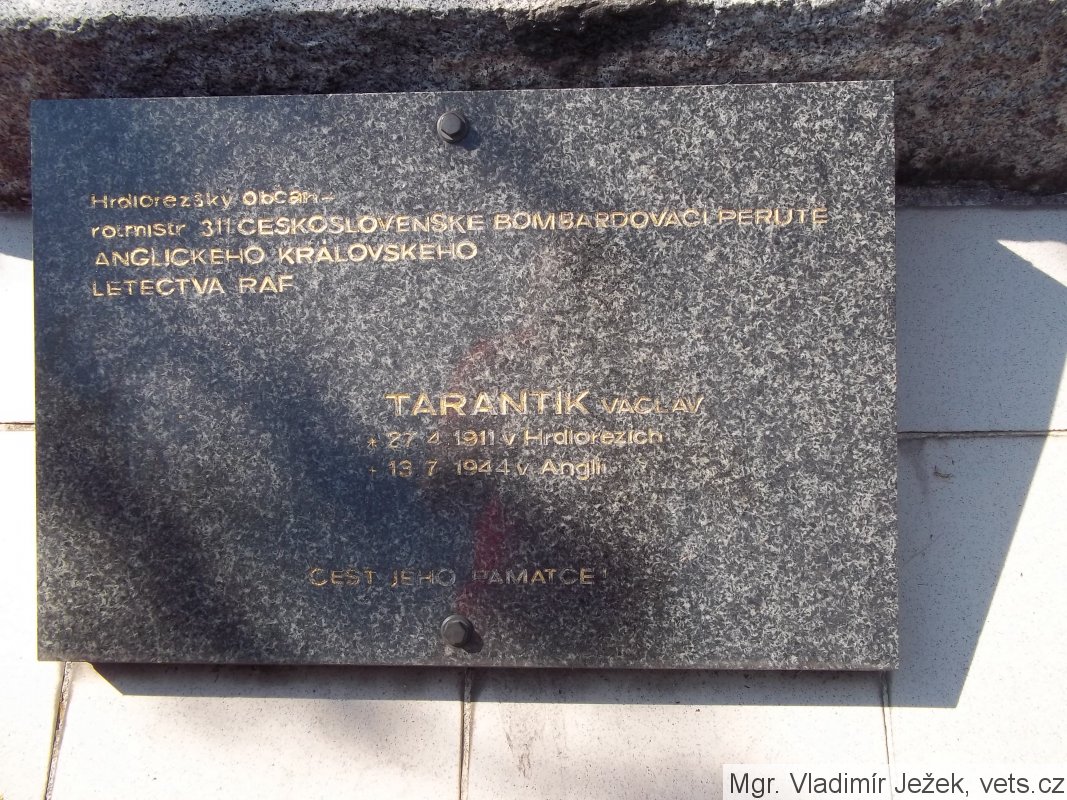 Hrdlořezský občan–
rotmistr 311.ČESKOSLOVENSKÉ BOMBARDOVACÍ PERUTĚ
ANGLICKÉHO KRÁLOVSKÉHO
LETECTVA RAF
TARANTÍK VÁCLAV
* 27. 4. 1911 v Hrdlořezích
+ 13. 7. 1944 v Anglii
ČEST JEHO PAMÁTCE!
Mgr. Vladimír Ježek, vets.cz